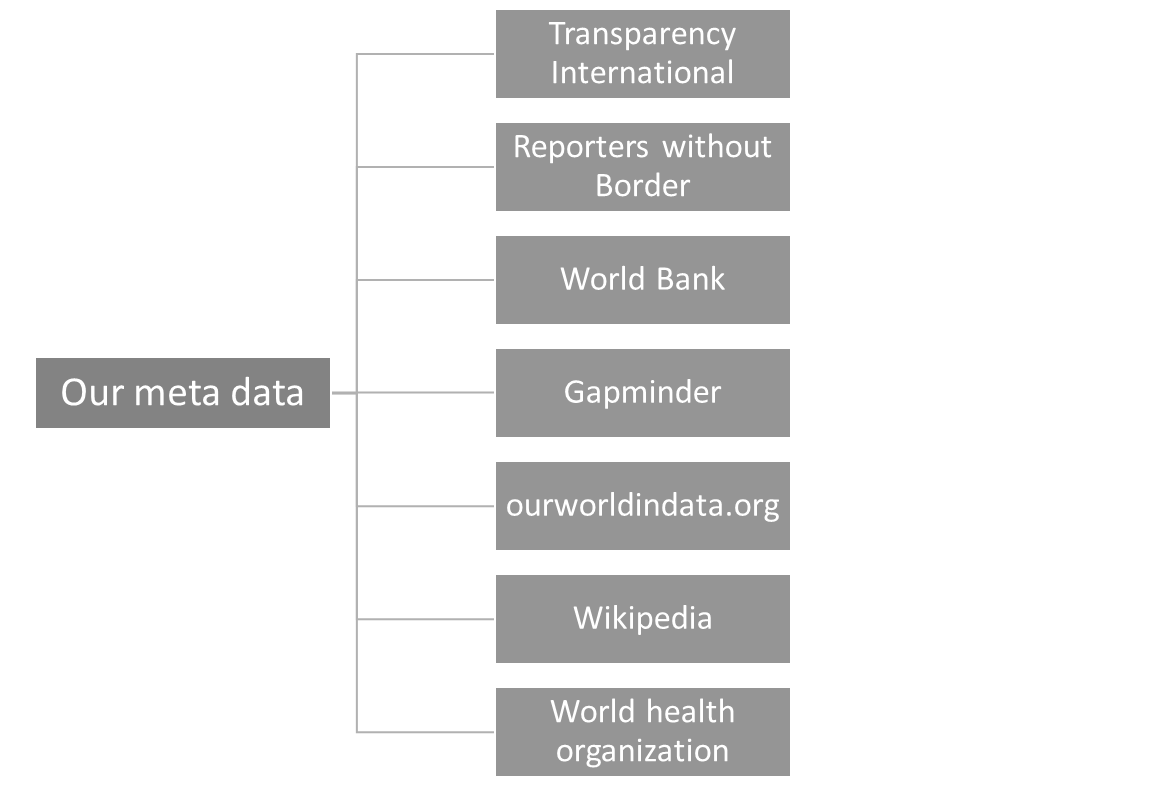 Transparency
International
Reporters without
Border
World Bank
Our meta data
Gapminder
ourworldindata.org
Wikipedia
World health
organization